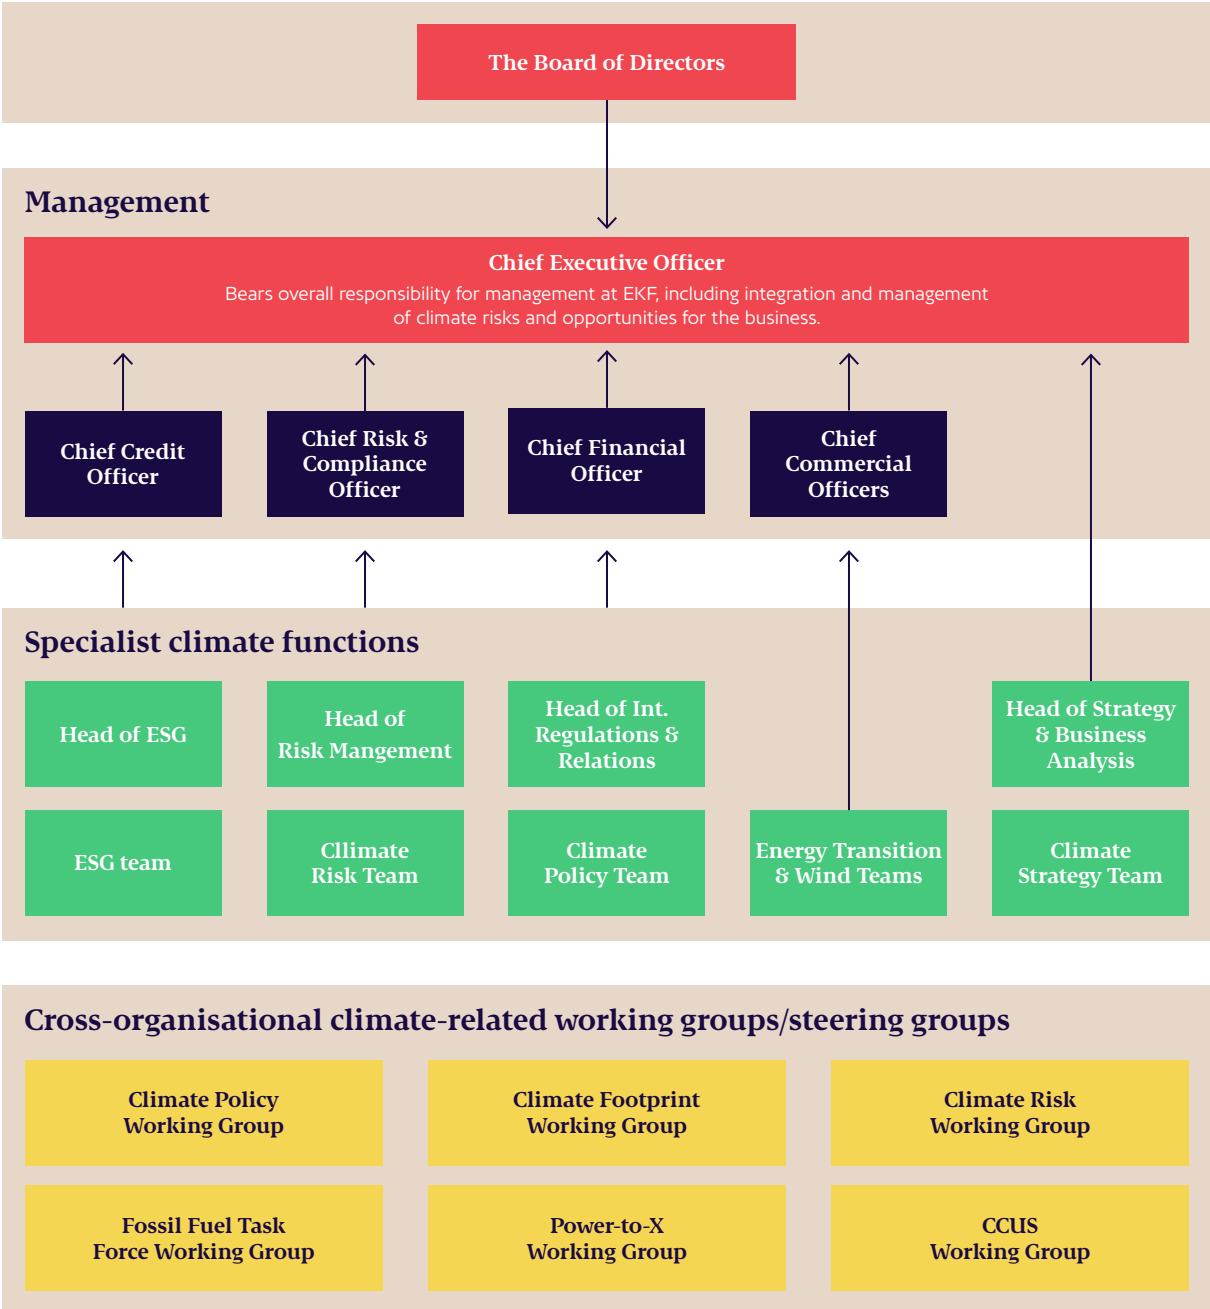 The Board of Directors
Management
Chief Executive Officer
Bears overall responsibility for management at EKF, including integration and management
of climate risks and opportunities for the business.
Chief Credit
Officer
Chief Risk &
Compliance
Officer
Chief Financial
Officer
Chief
Commercial
Officers
Specialist climate functions
Head of ESG
Head of
Risk Mangement
Head of Int.
Regulations &
Relations
Head of Strategy
& Business
Analysis
ESG team
Cllimate
Risk Team
Climate
Policy Team
Energy Transition
& Wind Teams
Climate
Strategy Team
Cross-organisational climate-related working groups/steering groups
Climate Policy
Working Group
Climate Footprint
Working Group
Climate Risk
Working Group
Fossil Fuel Task
Force Working Group
Power-to-X
Working Group
CCUS
Working Group